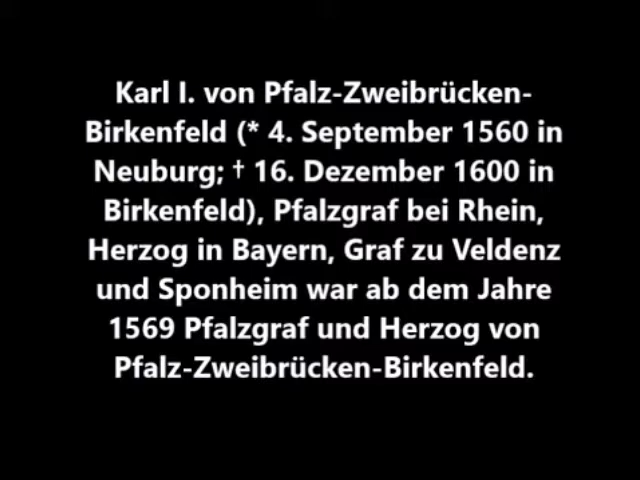 Karl I. von Pfalz-Zweibrücken-
Birkenfeld (* 4. September 1560 in
Neuburg; † 16. Dezember 1600 in
Birkenfeld), Pfalzgraf bei Rhein,
Herzog in Bayern, Graf zu Veldenz
und Sponheim war ab dem Jahre
1569 Pfalzgraf und Herzog von
Pfalz-Zweibrücken-Birkenfeld.